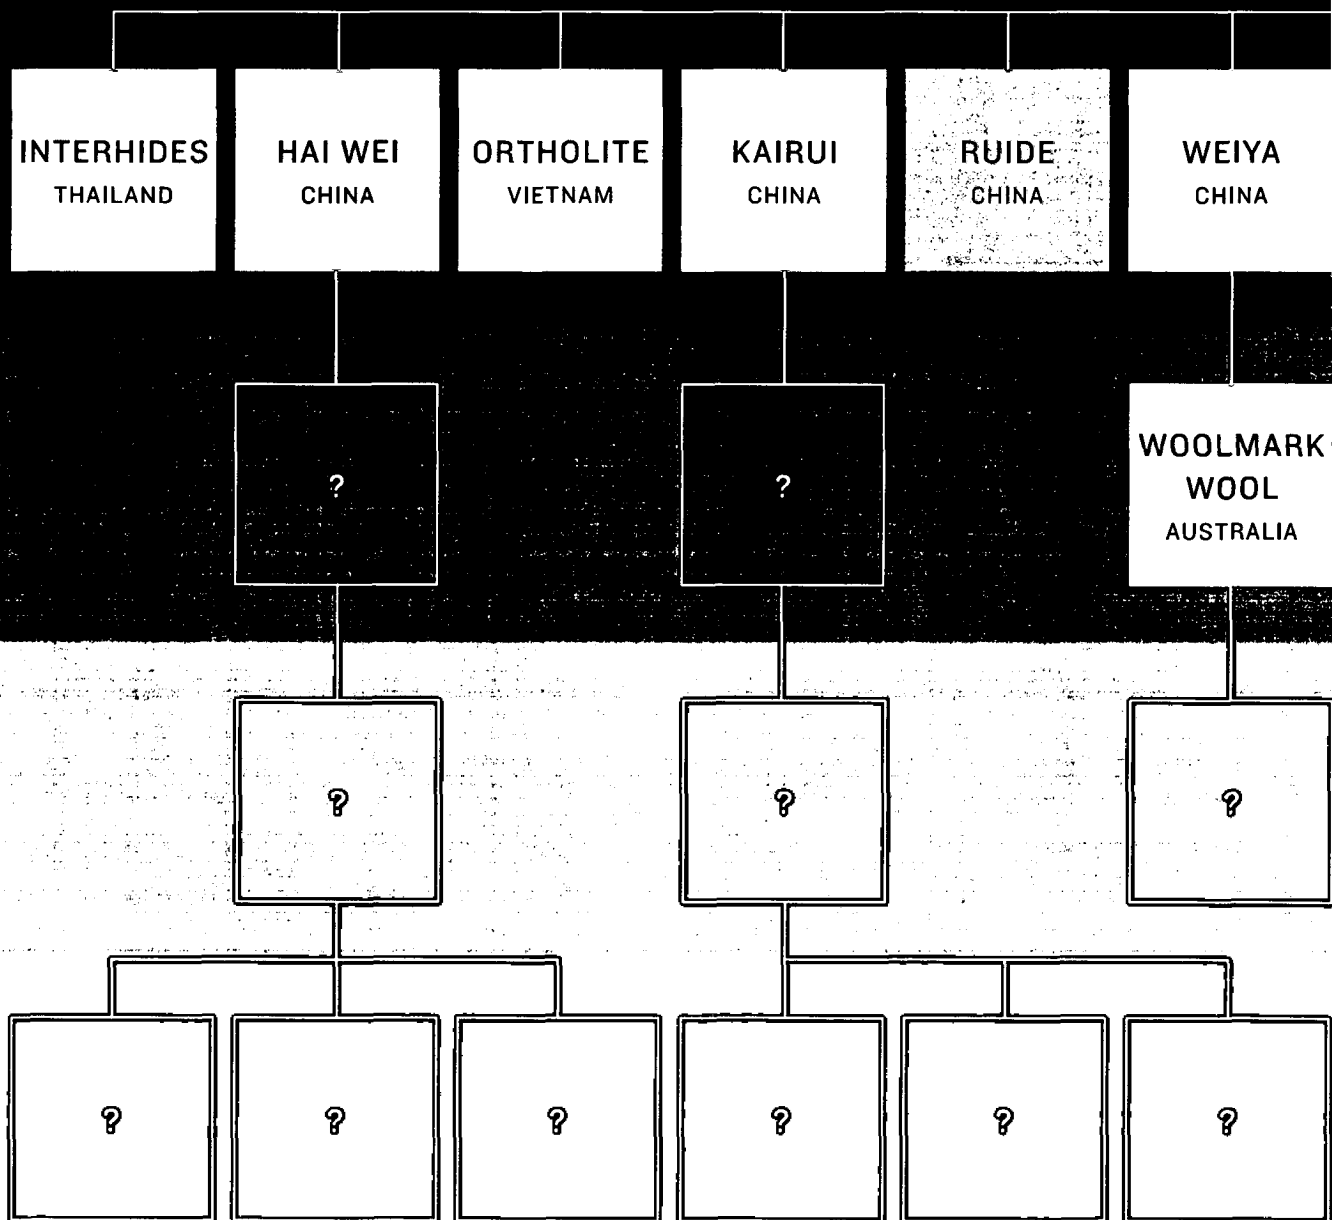 INTERHIDES
THAILAND
HAI WEI
CHINA
ORTHOLITE
VIETNAM
KAIRUI
CHINA
RUIDE
CHINA
WEIYA
CHINA
?
?
WOOLMARK
WOOL
AUSTRALIA
?
?
?
?
?
?
?
?
?